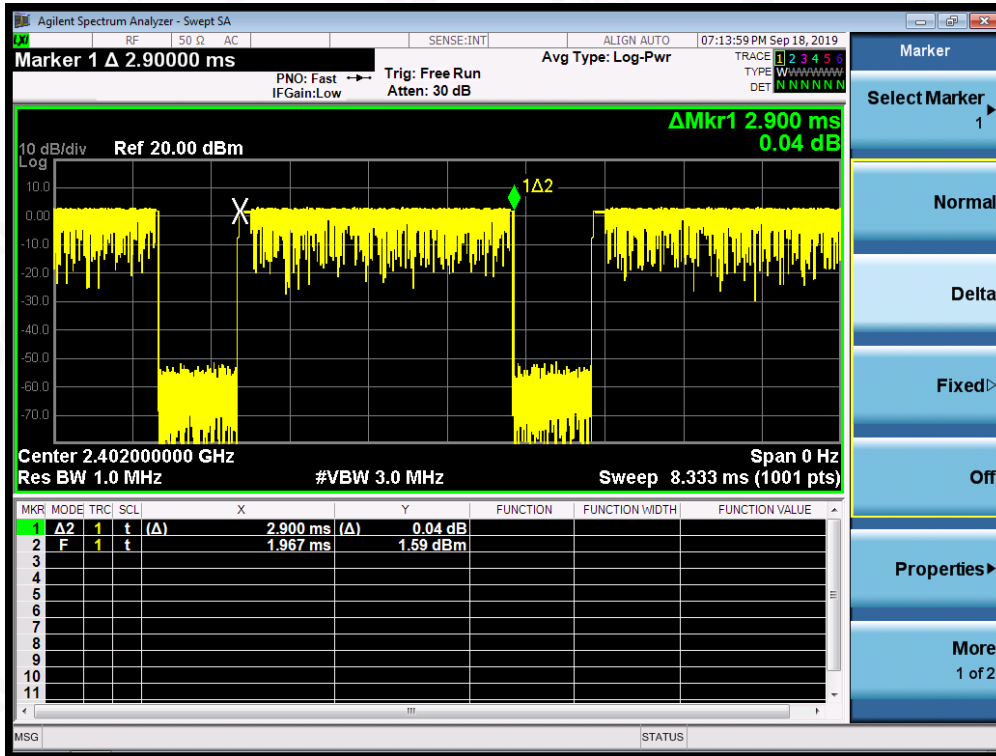 Agilent Spectrum Analyzer - Swept SA
LXI RF 50 Ω AC SENSE:INT ALIGN AUTO 07:13:59 PM Sep 18, 2019
Marker 1 Δ 2.90000 ms
PNO: Fast
IFGain:Low
Trig: Free Run
Atten: 30 dB
Avg Type: Log-Pwr
TRACE 1 2 3 4 5 6
TYPE WWWWWW
DET N N N N N N
ΔMkr1 2.900 ms
0.04 dB
10 dB/div Ref 20.00 dBm
Log
10.0
0.00
-10.0
-20.0
-30.0
-40.0
-50.0
-60.0
-70.0
1Δ2
Center 2.402000000 GHz Span 0 Hz
Res BW 1.0 MHz #VBW 3.0 MHz Sweep 8.333 ms (1001 pts)
MKR MODE TRC SCL X Y FUNCTION FUNCTION WIDTH FUNCTION VALUE
1 Δ2 1 t (Δ) 2.900 ms (Δ) 0.04 dB
2 F 1 t 1.967 ms 1.59 dBm
3
4
5
6
7
8
9
10
11
MSG STATUS
Marker
Select Marker
1
Normal
Delta
Fixed
Off
Properties
More
1 of 2